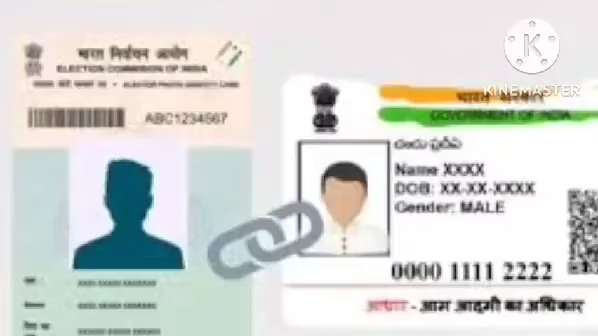 भारत निर्वाचन आयोग
ELECTION COMMISSION OF INDIA
ABC1234567
KINEMASTER
भारत सरकार
GOVERNMENT OF INDIA
Name XXXX
DOB: XX-XX-XXXX
Gender: MALE
0000 1111 2222
आधार - आम आदमी का अधिकार